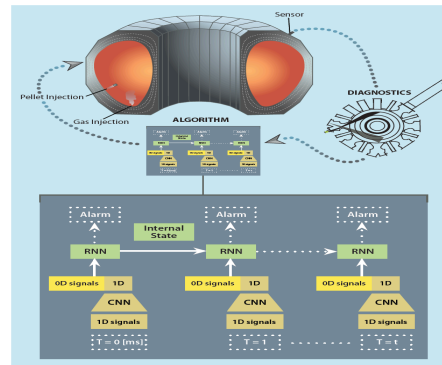 Sensor
Pellet Injection
Gas Injection
DIAGNOSTICS
ALGORITHM
Alarm Alarm Alarm
Internal
State
RNN RNN RNN
0D signals 1D 0D signals 1D 0D signals 1D
CNN CNN CNN
1D signals 1D signals 1D signals
T = 0 [ms] T = 1 T = t